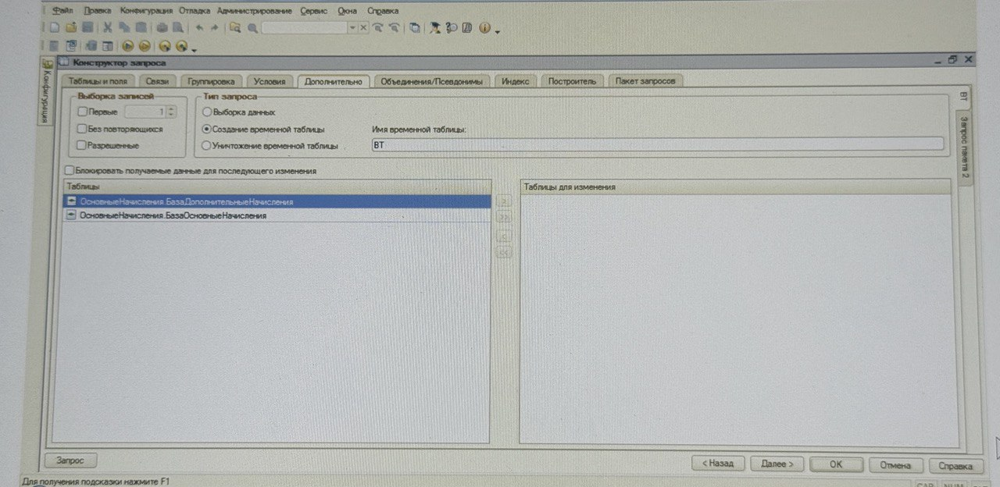 Файл Правка Конфигурация Отладка Администрирование Сервис Окна Справка
Конструктор запроса
Конфигурация
Таблицы и поля Связи Группировка Условия Дополнительно Объединения/Псевдонимы Индекс Построитель Пакет запросов
Выборка записей
Первые 1
Без повторяющихся
Разрешенные
Тип запроса
Выборка данных
Создание временной таблицы
Уничтожение временной таблицы
Имя временной таблицы:
ВТ
ВТ
Запрос пакета 2
Блокировать получаемые данные для последующего изменения
Таблицы
ОсновныеНачисления.БазаДополнительныеНачисления
ОсновныеНачисления.БазаОсновныеНачисления
>
>>
<
<<
Таблицы для изменения
Запрос
< Назад Далее > ОК Отмена Справка
Для получения подсказки нажмите F1
CAP NUM